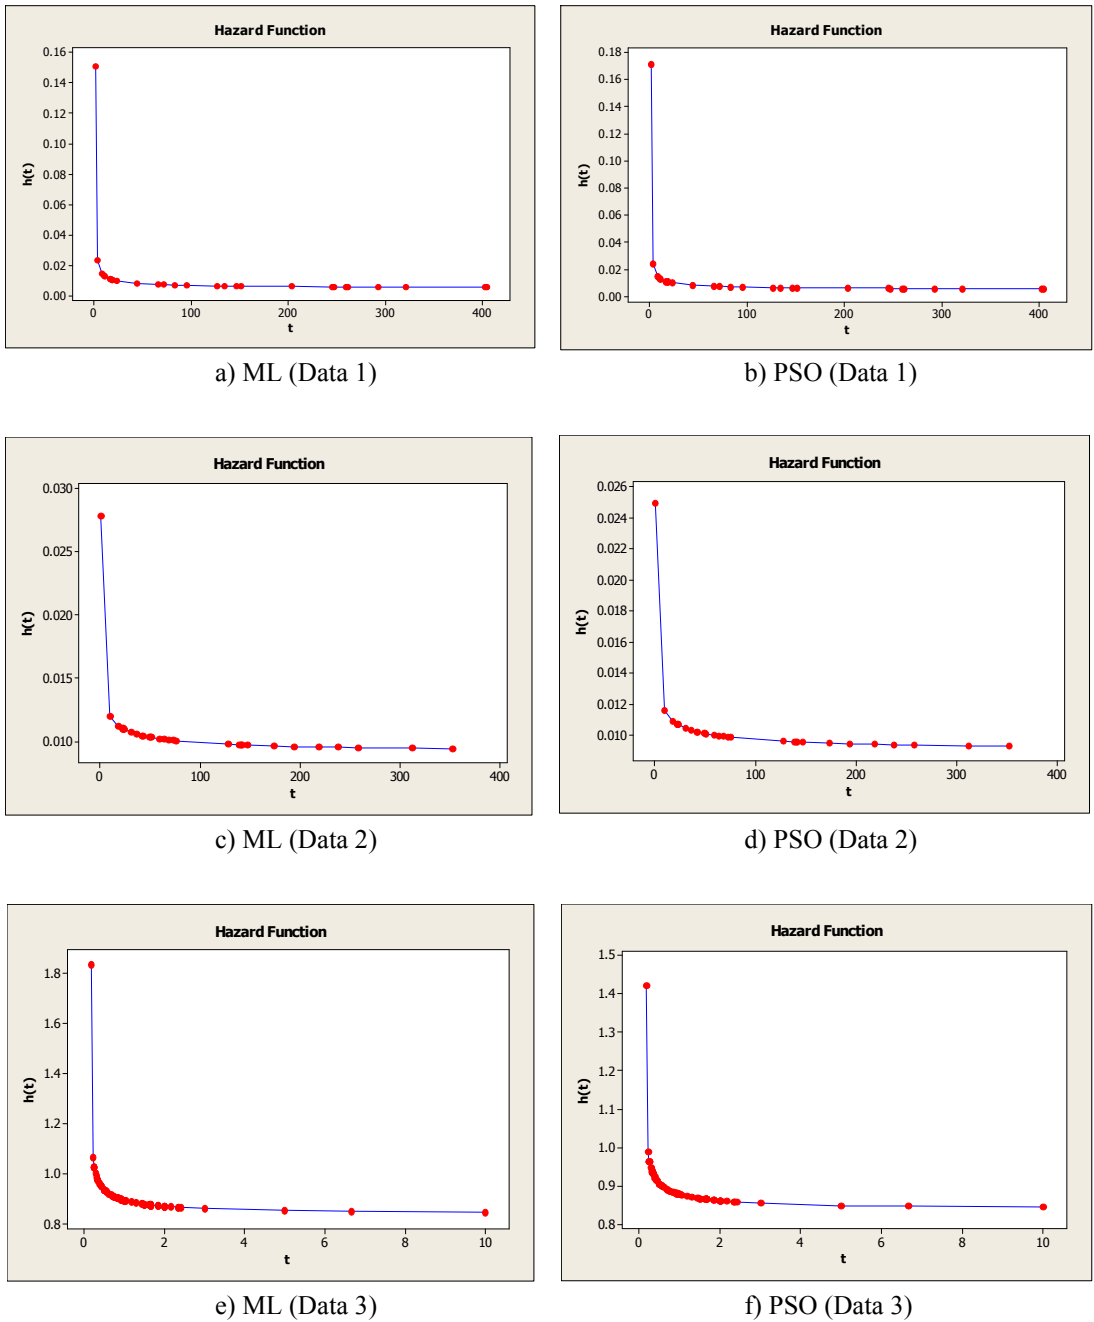 Hazard Function
h(t)
0.16
0.14
0.12
0.10
0.08
0.06
0.04
0.02
0.00
0 100 200 300 400
t
a) ML (Data 1)
Hazard Function
h(t)
0.18
0.16
0.14
0.12
0.10
0.08
0.06
0.04
0.02
0.00
0 100 200 300 400
t
b) PSO (Data 1)
Hazard Function
h(t)
0.030
0.025
0.020
0.015
0.010
0 100 200 300 400
t
c) ML (Data 2)
Hazard Function
h(t)
0.026
0.024
0.022
0.020
0.018
0.016
0.014
0.012
0.010
0 100 200 300 400
t
d) PSO (Data 2)
Hazard Function
h(t)
1.8
1.6
1.4
1.2
1.0
0.8
0 2 4 6 8 10
t
e) ML (Data 3)
Hazard Function
h(t)
1.5
1.4
1.3
1.2
1.1
1.0
0.9
0.8
0 2 4 6 8 10
t
f) PSO (Data 3)